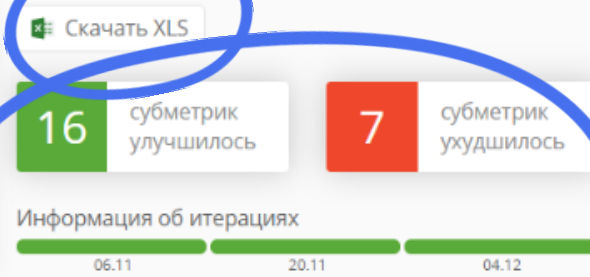 Скачать XLS
16 субметрик улучшилось
7 субметрик ухудшилось
Информация об итерациях
06.11 20.11 04.12